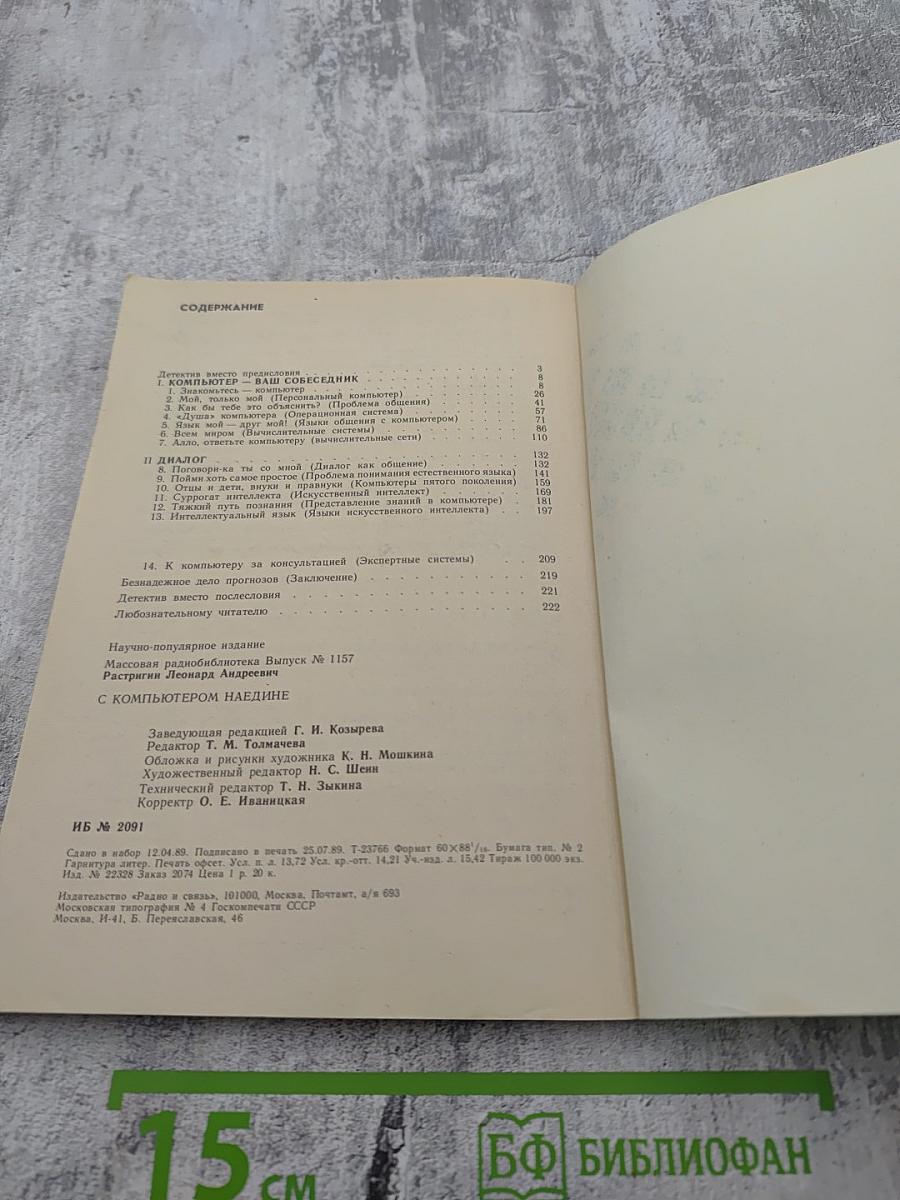 СОДЕРЖАНИЕ
Детектив вместо предисловия . . . . . . . . . . . . . . 3
I. КОМПЬЮТЕР — ВАШ СОБЕСЕДНИК . . . . . . . . . . 8
1. Знакомьтесь — компьютер . . . . . . . . . . . . . 8
2. Мой, только мой (Персональный компьютер) . . . . . . . 26
3. Как бы тебе это объяснить? (Проблема общения) . . . . . 41
4. «Душа» компьютера (Операционная система) . . . . . . . 57
5. Язык мой — друг мой! (Языки общения с компьютером) . . . . 71
6. Всем миром (Вычислительные системы) . . . . . . . . 86
7. Алло, ответьте компьютеру (вычислительные сети) . . . . . 110
II ДИАЛОГ . . . . . . . . . . . . . . . . . . 132
8. Поговори-ка ты со мной (Диалог как общение) . . . . . . 132
9. Пойми хоть самое простое (Проблема понимания естественного языка) 141
10. Отцы и дети, внуки и правнуки (Компьютеры пятого поколения) 159
11. Суррогат интеллекта (Искусственный интеллект) . . . . . . 169
12. Тяжкий путь познания (Представление знаний в компьютере) . . 181
13. Интеллектуальный язык (Языки искусственного интеллекта) . . 197
14. К компьютеру за консультацией (Экспертные системы) . . 209
Безнадежное дело прогнозов (Заключение) . . . . . . . . . . 219
Детектив вместо послесловия . . . . . . . . . . . . . . 221
Любознательному читателю . . . . . . . . . . . . . . . 222
Научно-популярное издание
Массовая радиобиблиотека Выпуск № 1157
Растригин Леонард Андреевич
С КОМПЬЮТЕРОМ НАЕДИНЕ
Заведующая редакцией Г. И. Козырева
Редактор Т. М. Толмачева
Обложка и рисунки художника К. Н. Мошкина
Художественный редактор Н. С. Шеин
Технический редактор Т. Н. Зыкина
Корректор О. Е. Иваницкая
ИБ № 2091
Сдано в набор 12.04.89. Подписано в печать 25.07.89. Т-23766 Формат 60×88¹/₁₆. Бумага тип. № 2
Гарнитура литер. Печать офсет. Усл. п. л. 13,72 Усл. кр.-отт. 14,21 Уч.-изд. л. 15,42 Тираж 100 000 экз.
Изд. № 22328 Заказ 2074 Цена 1 р. 20 к.
Издательство «Радио и связь», 101000, Москва, Почтамт, а/я 693
Московская типография № 4 Госкомпечати СССР
Москва, И-41, Б. Переяславская, 46
15 см
БФ БИБЛИОФАН